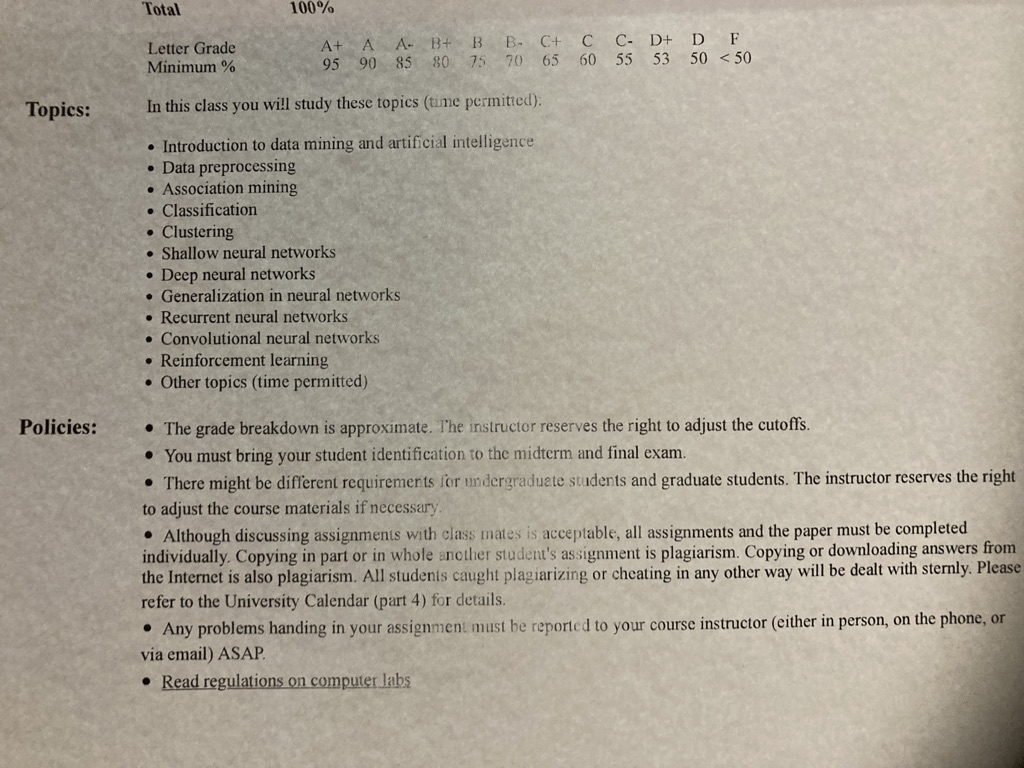 Total 100%
Letter Grade A+ A A- B+ B B- C+ C C- D+ D F
Minimum % 95 90 85 80 75 70 65 60 55 53 50 < 50
Topics: In this class you will study these topics (time permitted).
• Introduction to data mining and artificial intelligence
• Data preprocessing
• Association mining
• Classification
• Clustering
• Shallow neural networks
• Deep neural networks
• Generalization in neural networks
• Recurrent neural networks
• Convolutional neural networks
• Reinforcement learning
• Other topics (time permitted)
Policies: • The grade breakdown is approximate. The instructor reserves the right to adjust the cutoffs.
• You must bring your student identification to the midterm and final exam.
• There might be different requirements for undergraduate students and graduate students. The instructor reserves the right
to adjust the course materials if necessary.
• Although discussing assignments with class mates is acceptable, all assignments and the paper must be completed
individually. Copying in part or in whole another student's assignment is plagiarism. Copying or downloading answers from
the Internet is also plagiarism. All students caught plagiarizing or cheating in any other way will be dealt with sternly. Please
refer to the University Calendar (part 4) for details.
• Any problems handing in your assignment must be reported to your course instructor (either in person, on the phone, or
via email) ASAP.
• Read regulations on computer labs